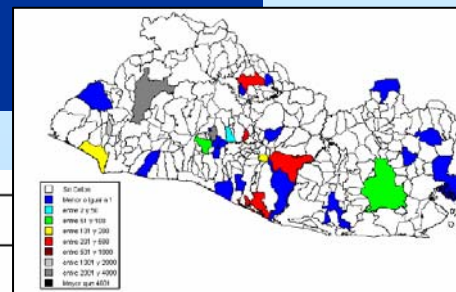 Sin Datos
Menor o igual a 1
entre 2 y 50
entre 51 y 100
entre 101 y 200
entre 201 y 500
entre 501 y 1000
entre 1001 y 2000
entre 2001 y 4000
Mayor que 4001